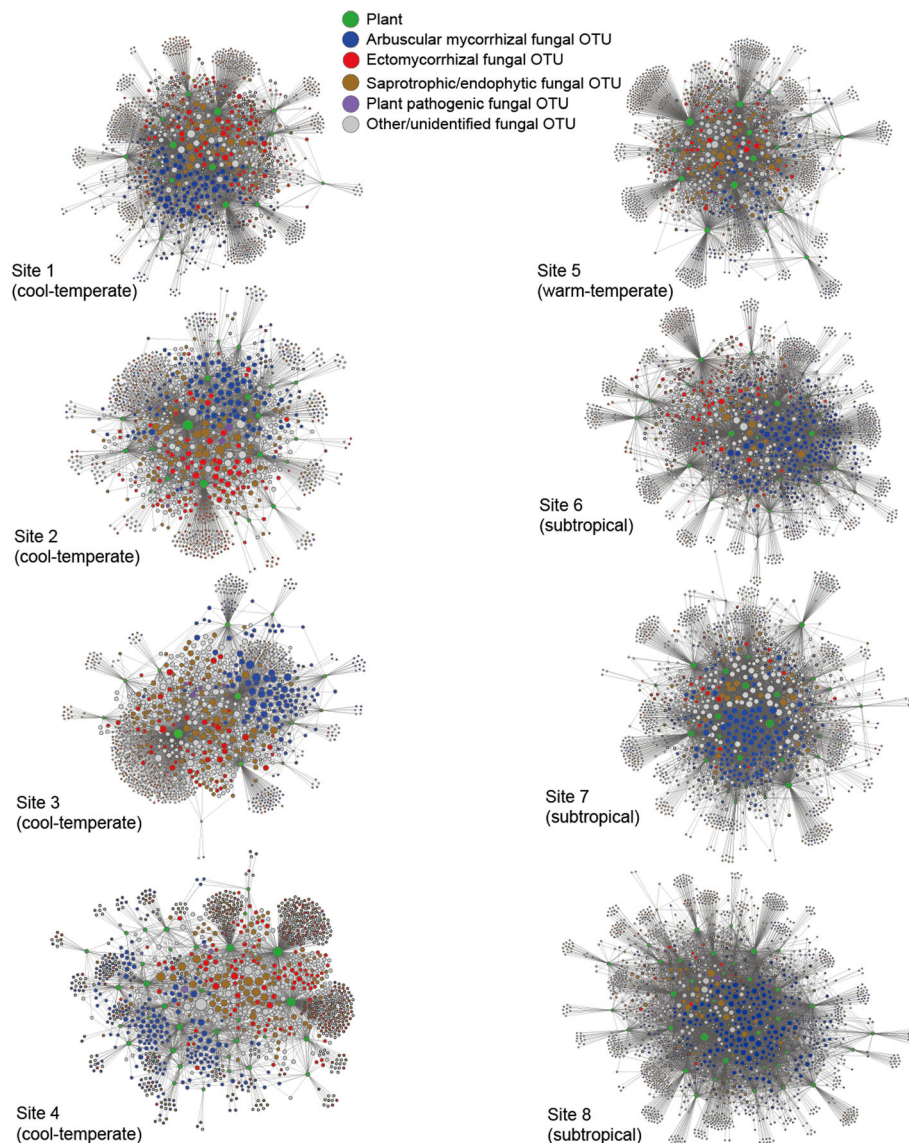 Plant
Arbuscular mycorrhizal fungal OTU
Ectomycorrhizal fungal OTU
Saprotrophic/endophytic fungal OTU
Plant pathogenic fungal OTU
Other/unidentified fungal OTU
Site 1
(cool-temperate)
Site 5
(warm-temperate)
Site 2
(cool-temperate)
Site 6
(subtropical)
Site 3
(cool-temperate)
Site 7
(subtropical)
Site 4
(cool-temperate)
Site 8
(subtropical)